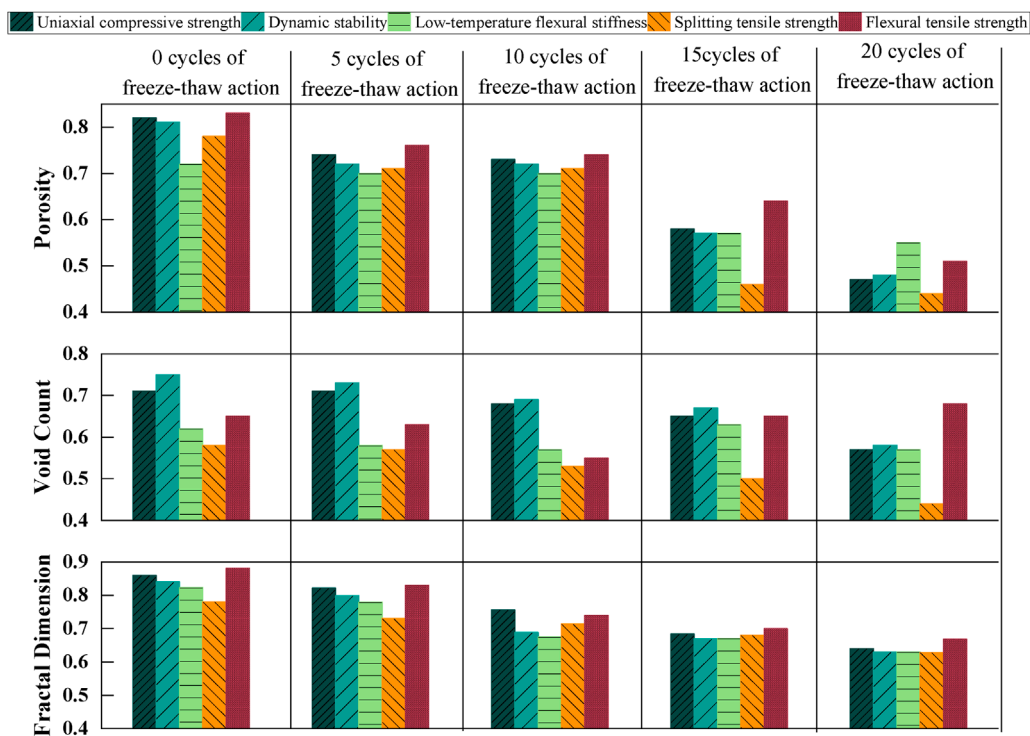 Uniaxial compressive strength Dynamic stability Low-temperature flexural stiffness Splitting tensile strength Flexural tensile strength
0 cycles of
freeze-thaw action
5 cycles of
freeze-thaw action
10 cycles of
freeze-thaw action
15cycles of
freeze-thaw action
20 cycles of
freeze-thaw action
Porosity
0.8
0.7
0.6
0.5
0.4
Void Count
0.8
0.7
0.6
0.5
0.4
Fractal Dimension
0.9
0.8
0.7
0.6
0.5
0.4